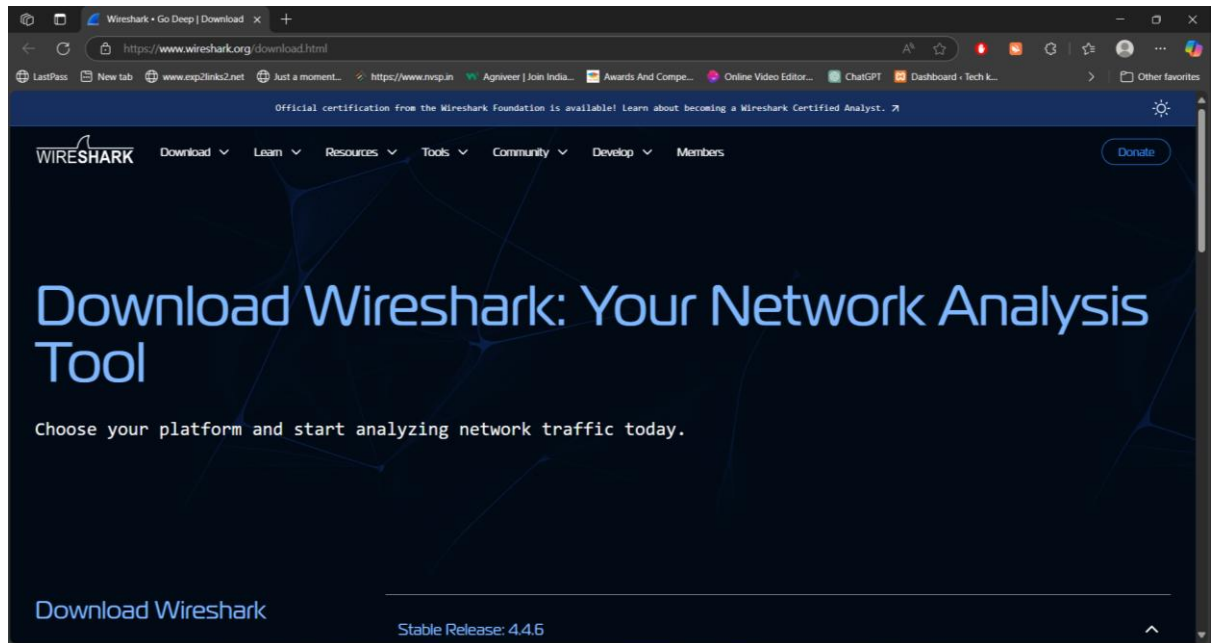 Wireshark • Go Deep | Download
https://www.wireshark.org/download.html
LastPass New tab www.exp2links2.net Just a moment... https://www.nvsp.in Agniveer | Join India... Awards And Compe... Online Video Editor... ChatGPT Dashboard ‹ Tech k... Other favorites
Official certification from the Wireshark Foundation is available! Learn about becoming a Wireshark Certified Analyst.
WIRESHARK Download Learn Resources Tools Community Develop Members Donate
Download Wireshark: Your Network Analysis
Tool
Choose your platform and start analyzing network traffic today.
Download Wireshark
Stable Release: 4.4.6